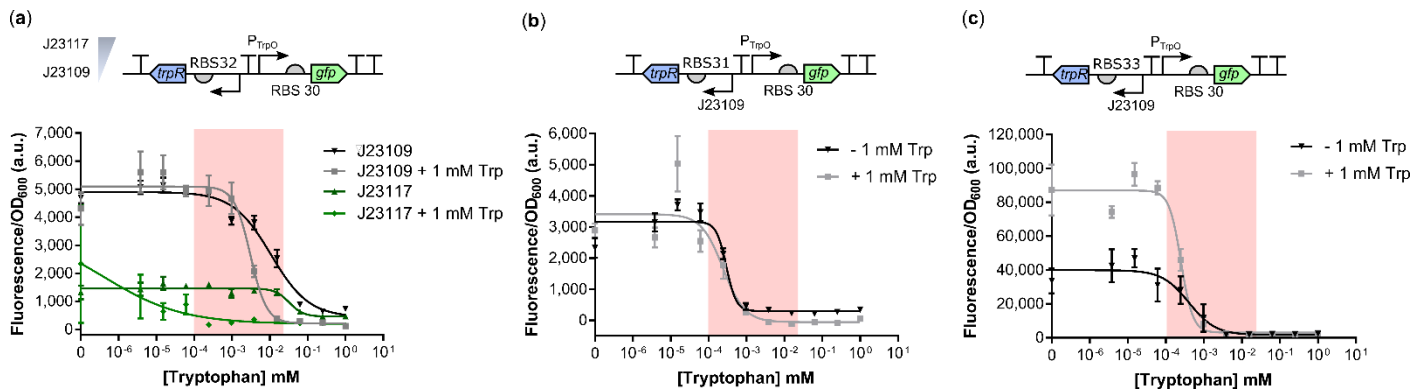 (a)
J23117
J23109
trpR
RBS32
PTrpO
RBS 30
gfp
Fluorescence/OD600 (a.u.)
7,000
6,000
5,000
4,000
3,000
2,000
1,000
0
0 10-6 10-5 10-4 10-3 10-2 10-1 100 101
[Tryptophan] mM
J23109
J23109 + 1 mM Trp
J23117
J23117 + 1 mM Trp
(b)
trpR
RBS31
J23109
PTrpO
RBS 30
gfp
Fluorescence/OD600 (a.u.)
6,000
5,000
4,000
3,000
2,000
1,000
0
0 10-6 10-5 10-4 10-3 10-2 10-1 100 101
[Tryptophan] mM
- 1 mM Trp
+ 1 mM Trp
(c)
trpR
RBS33
J23109
PTrpO
RBS 30
gfp
Fluorescence/OD600 (a.u.)
120,000
100,000
80,000
60,000
40,000
20,000
0
0 10-6 10-5 10-4 10-3 10-2 10-1 100 101
[Tryptophan] mM
- 1 mM Trp
+ 1 mM Trp